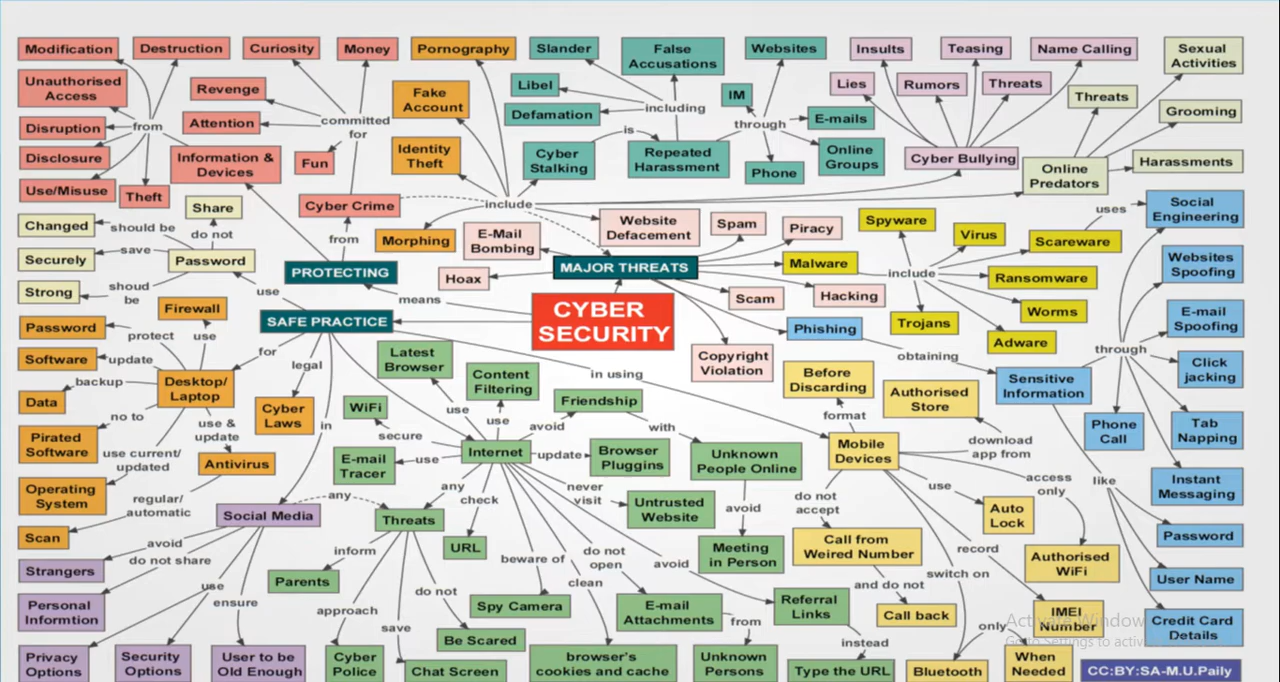 Modification
Destruction
Curiosity
Money
Pornography
Slander
False
Accusations
Websites
Insults
Teasing
Name Calling
Sexual
Activities
Unauthorised
Access
Revenge
Fake
Account
Libel
IM
Lies
Rumors
Threats
Threats
Defamation
including
Grooming
Disruption
from
Attention
committed
for
is
through
E-mails
Disclosure
Information &
Devices
Fun
Identity
Theft
Cyber
Stalking
Repeated
Harassment
Phone
Online
Groups
Cyber Bullying
Online
Predators
Harassments
Use/Misuse
Theft
Share
Cyber Crime
include
uses
Social
Engineering
Changed
should be
do not
from
Morphing
E-Mail
Bombing
Website
Defacement
Spam
Piracy
Spyware
Virus
Scareware
Securely
save
Password
PROTECTING
Hoax
MAJOR THREATS
Malware
include
Ransomware
Websites
Spoofing
Strong
shoud
be
use
means
Scam
Hacking
Worms
Firewall
SAFE PRACTICE
CYBER
SECURITY
Phishing
Trojans
Adware
E-mail
Spoofing
Password
protect
use
for
legal
Latest
Browser
Content
Filtering
in using
Copyright
Violation
obtaining
through
Software
update
Before
Discarding
Authorised
Store
Sensitive
Information
Click
jacking
Data
backup
Desktop/
Laptop
Cyber
Laws
WiFi
use
use
Friendship
format
Phone
Call
Tab
Napping
no to
use &
update
in
secure
avoid
with
Pirated
Software
use current/
updated
Antivirus
E-mail
Tracer
use
Internet
update
Browser
Pluggins
Unknown
People Online
Mobile
Devices
download
app from
Operating
System
regular/
automatic
any
any
check
never
visit
Untrusted
Website
avoid
do not
accept
use
access
only
like
Instant
Messaging
Scan
Social Media
Threats
URL
Auto
Lock
Password
avoid
do not share
inform
beware of
do not
open
avoid
Meeting
in Person
Call from
Weired Number
record
Authorised
WiFi
Strangers
use
ensure
Parents
approach
do not
clean
and do not
switch on
User Name
Personal
Informtion
save
Spy Camera
E-mail
Attachments
Referral
Links
Call back
IMEI
Number
Credit Card
Details
Be Scared
from
instead
only
Privacy
Options
Security
Options
User to be
Old Enough
Cyber
Police
Chat Screen
browser's
cookies and cache
Unknown
Persons
Type the URL
Bluetooth
When
Needed
Activate Window
Go to Settings to activ
CC:BY:SA-M.U.Paily